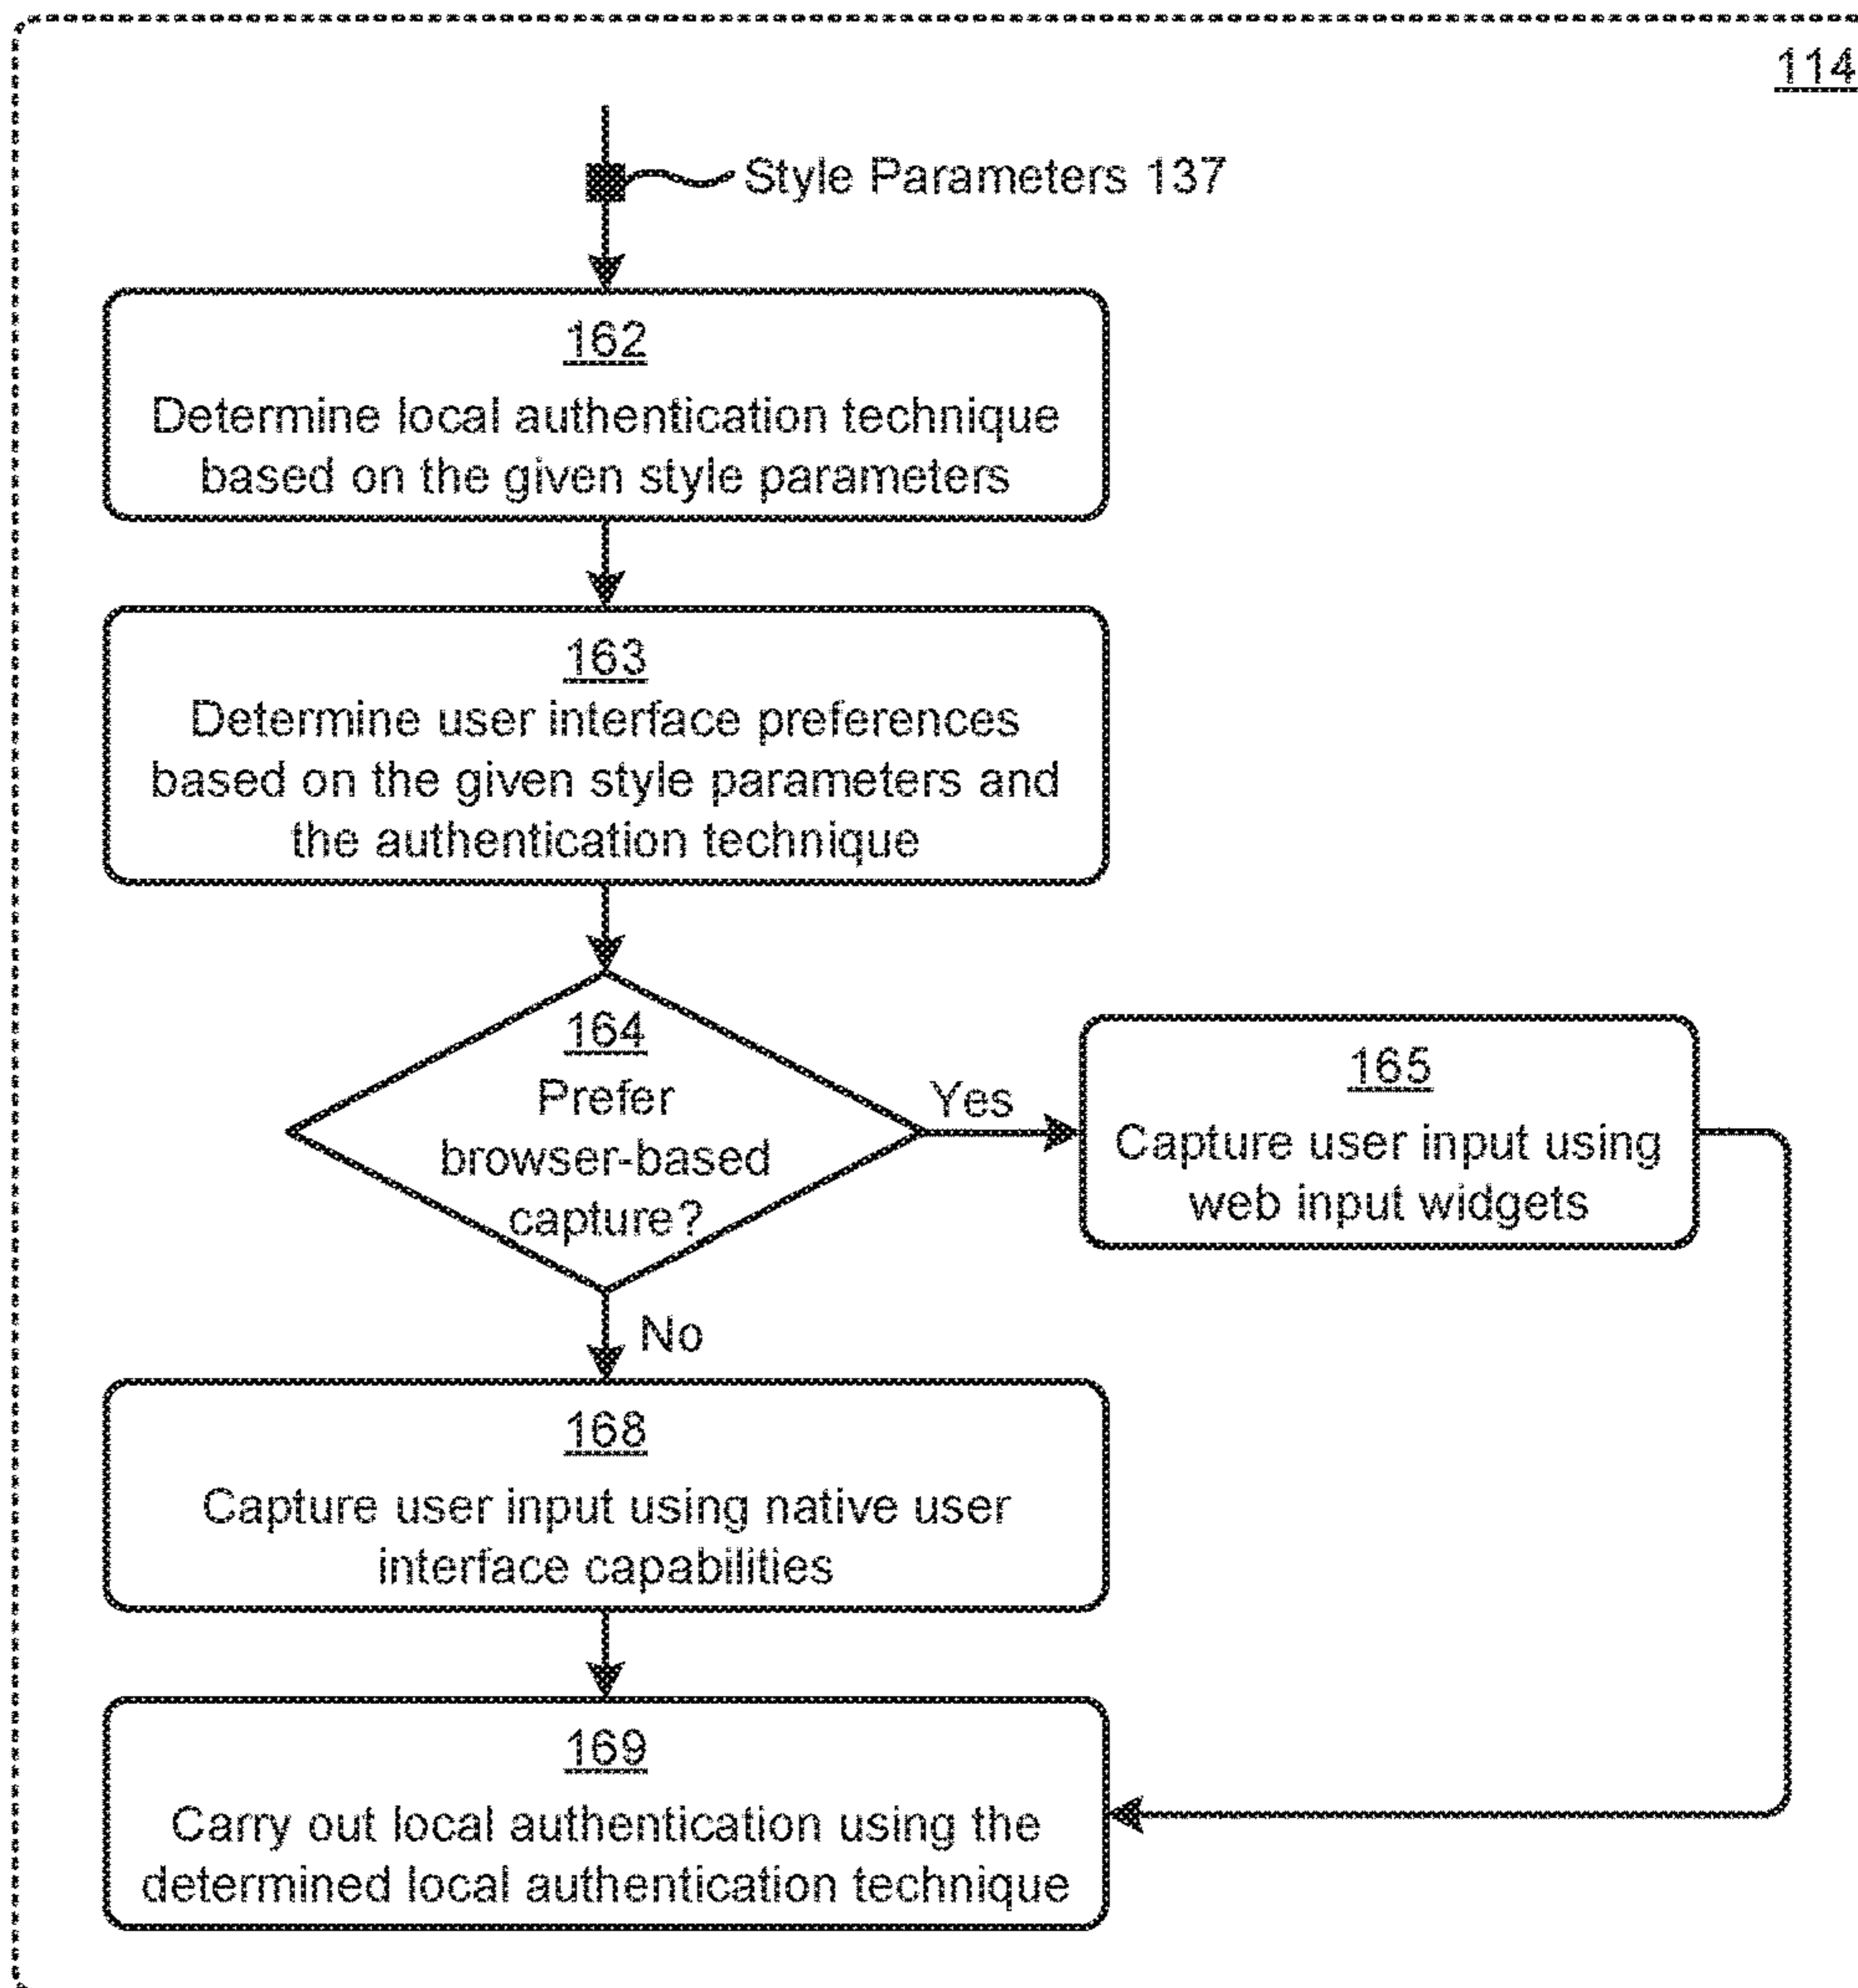 114
Style Parameters 137
162
Determine local authentication technique
based on the given style parameters
163
Determine user interface preferences
based on the given style parameters and
the authentication technique
164
Prefer
browser-based
capture?
Yes
165
Capture user input using
web input widgets
No
168
Capture user input using native user
interface capabilities
169
Carry out local authentication using the
determined local authentication technique